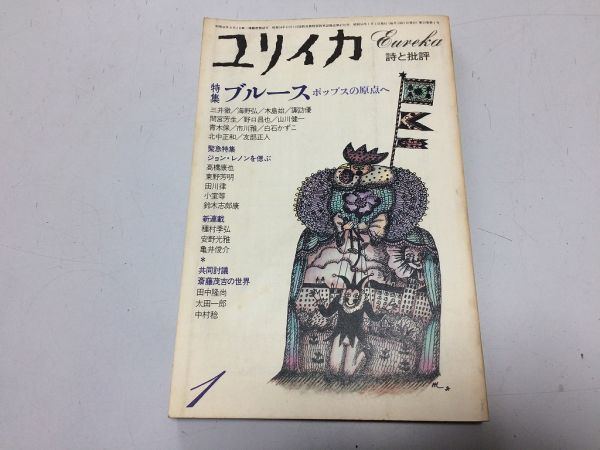 ユリイカ
Eureka
詩と批評
特集
ブルース ポップスの原点へ
三井徹/海野弘/木島始/諏訪優
間宮芳生/野口昌也/山川健一
青木保/市川雅/白石かずこ
北中正和/友部正人
緊急特集
ジョン・レノンを偲ぶ
高橋康也
東野芳明
田川律
小室等
鈴木志郎康
新連載
種村季弘
安野光雅
亀井俊介
*
共同討議
斎藤茂吉の世界
田中隆尚
太田一郎
中村稔
1